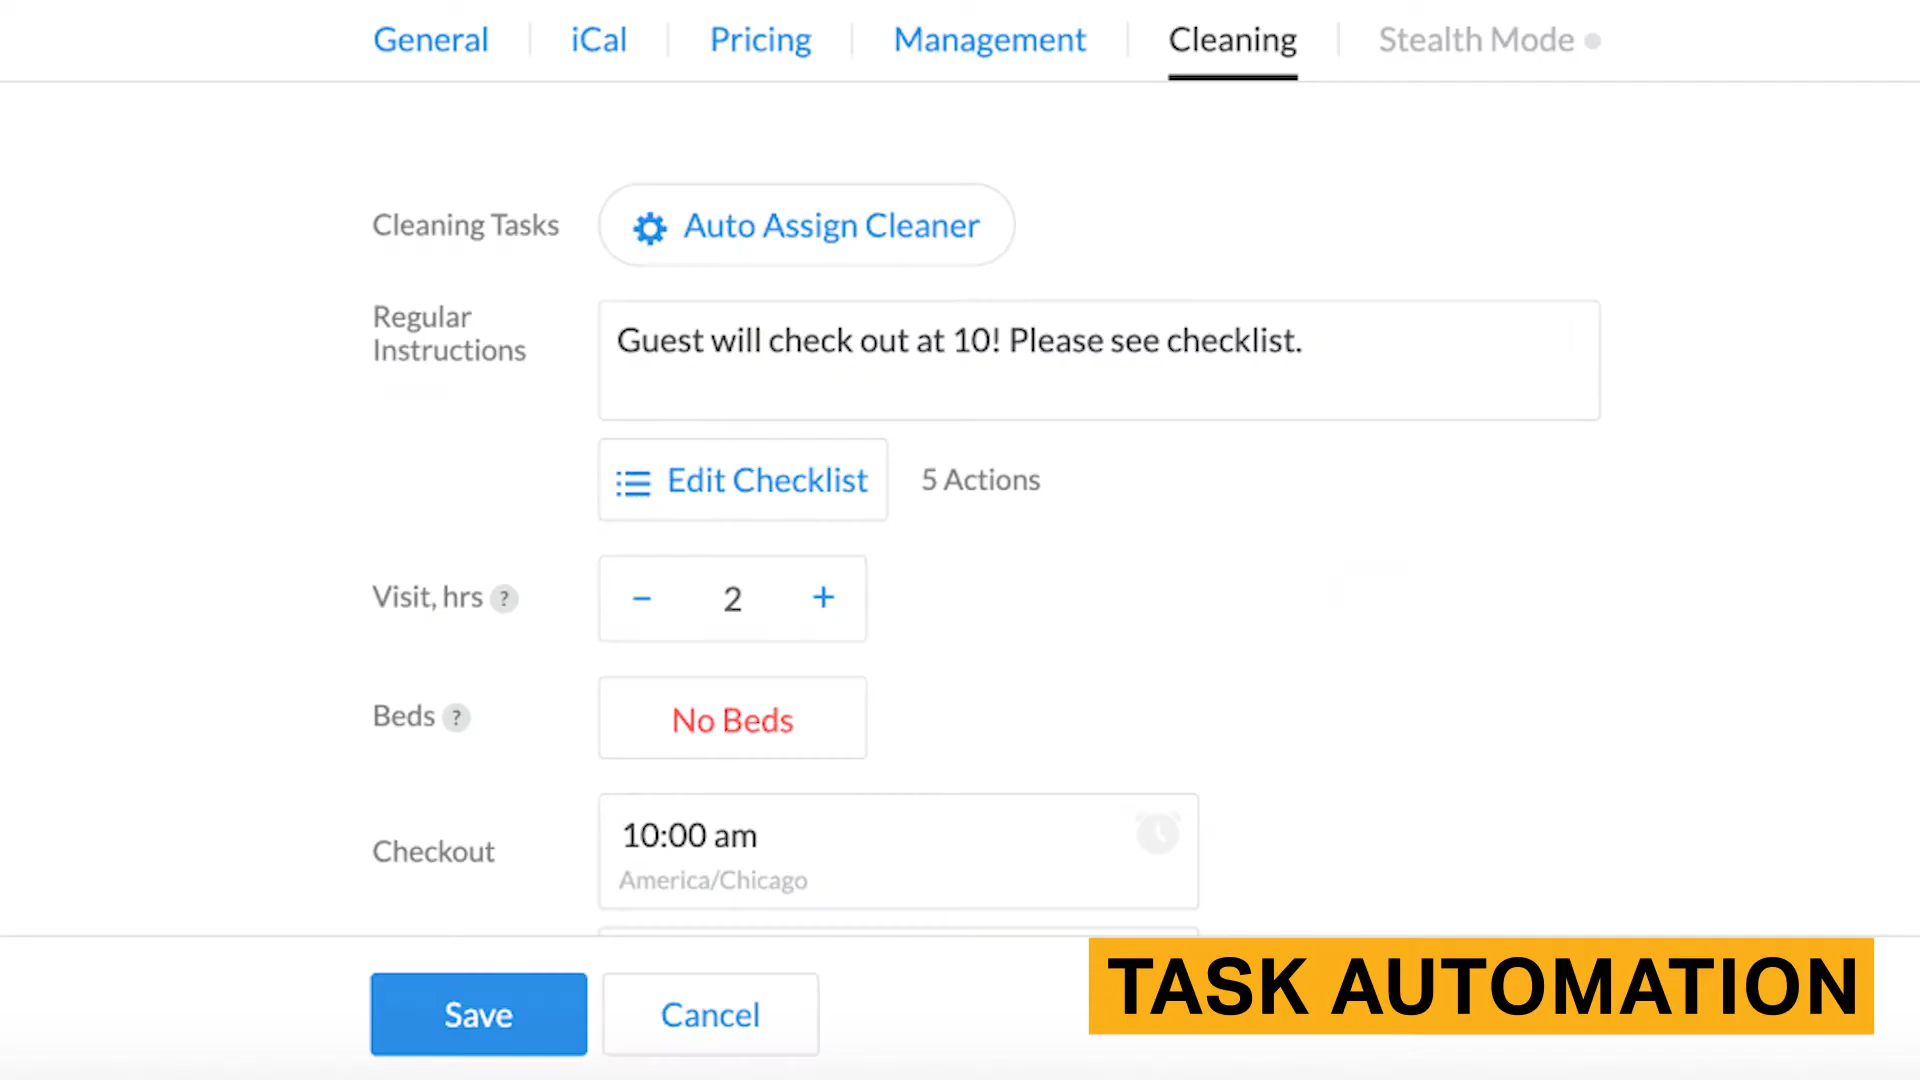 General
iCal
Pricing
Management
Cleaning
Stealth Mode
Cleaning Tasks
Auto Assign Cleaner
Regular
Instructions
Guest will check out at 10! Please see checklist.
Edit Checklist
5 Actions
Visit, hrs ?
− 2 +
Beds ?
No Beds
Checkout
10:00 am
America/Chicago
Save
Cancel
TASK AUTOMATION